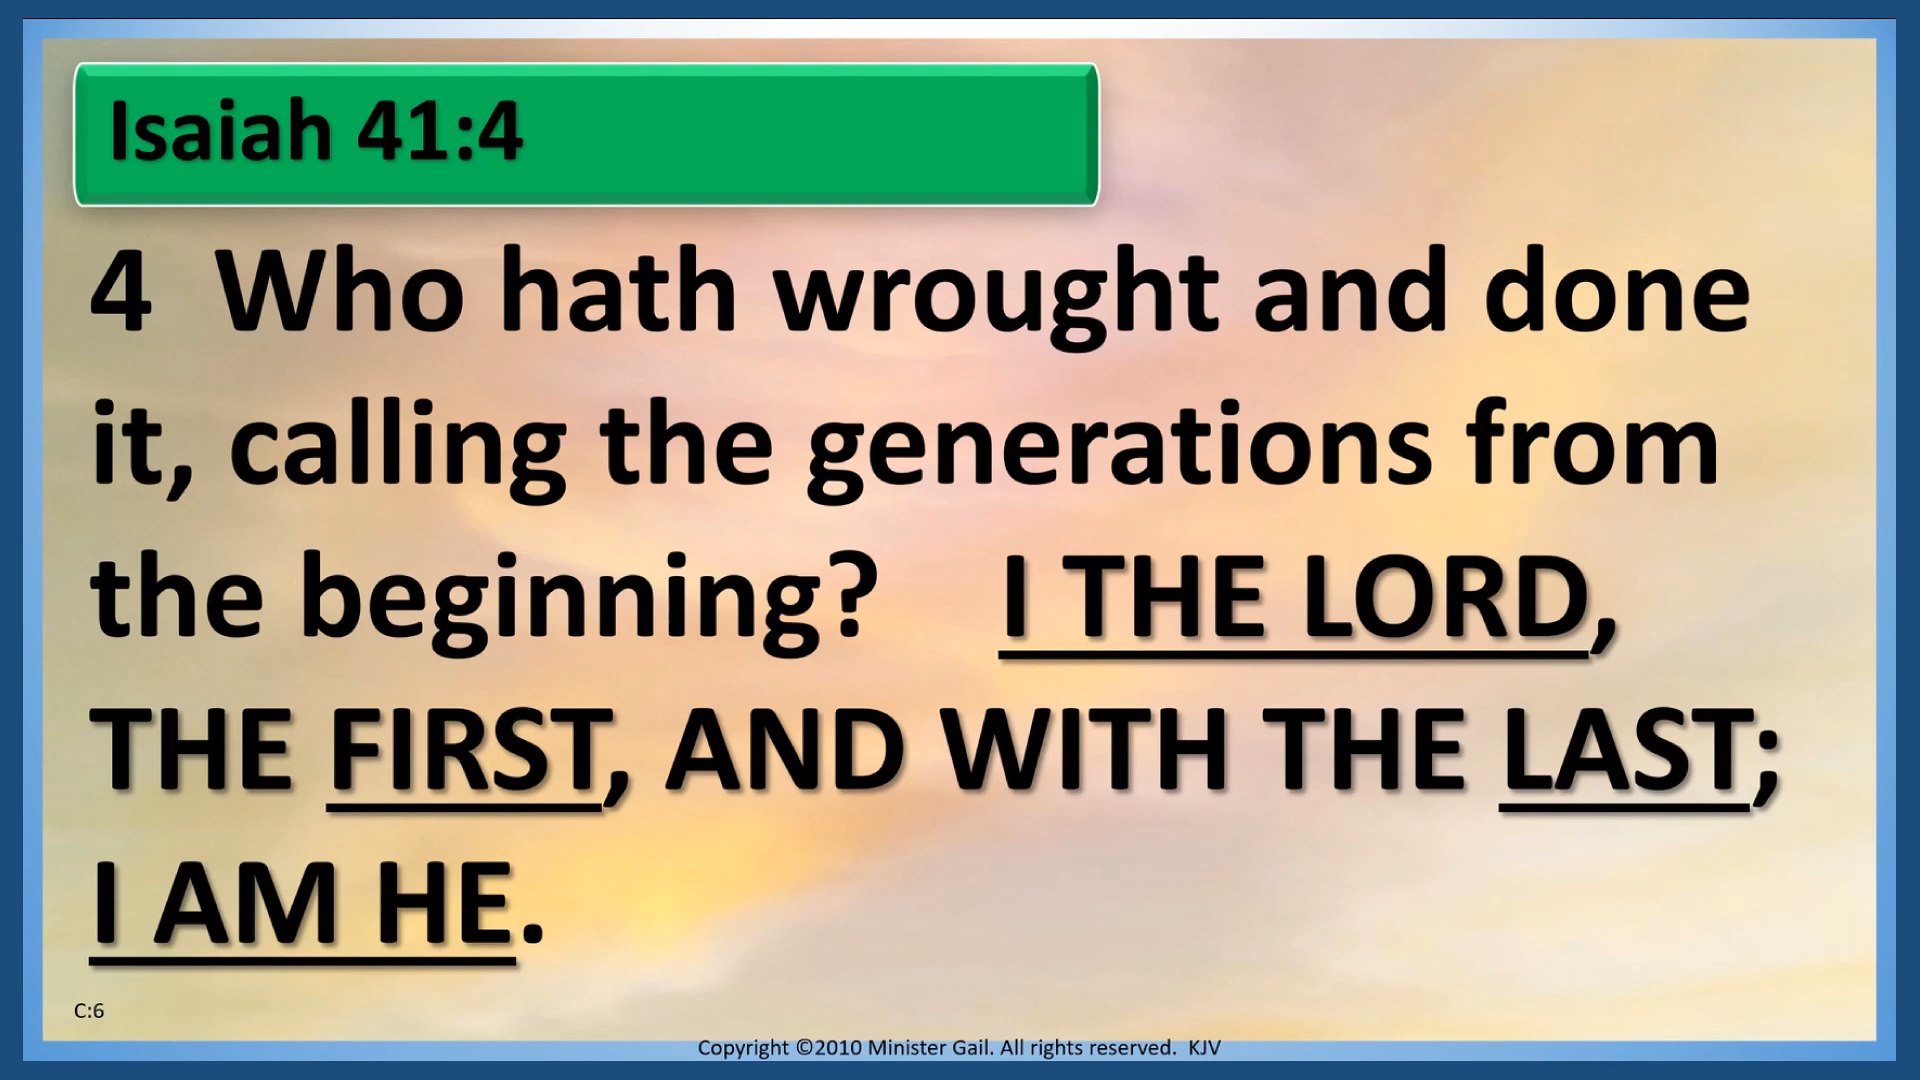 Isaiah 41:4
4  Who hath wrought and done
it, calling the generations from
the beginning?   I THE LORD,
THE FIRST, AND WITH THE LAST;
I AM HE.
C:6
Copyright ©2010 Minister Gail. All rights reserved.  KJV